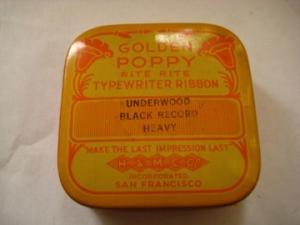 GOLDEN
POPPY
RITE RITE
TYPEWRITER RIBBON
UNDERWOOD
BLACK RECORD
HEAVY
MAKE THE LAST IMPRESSION LAST
H & M C Co
INCORPORATED
SAN FRANCISCO